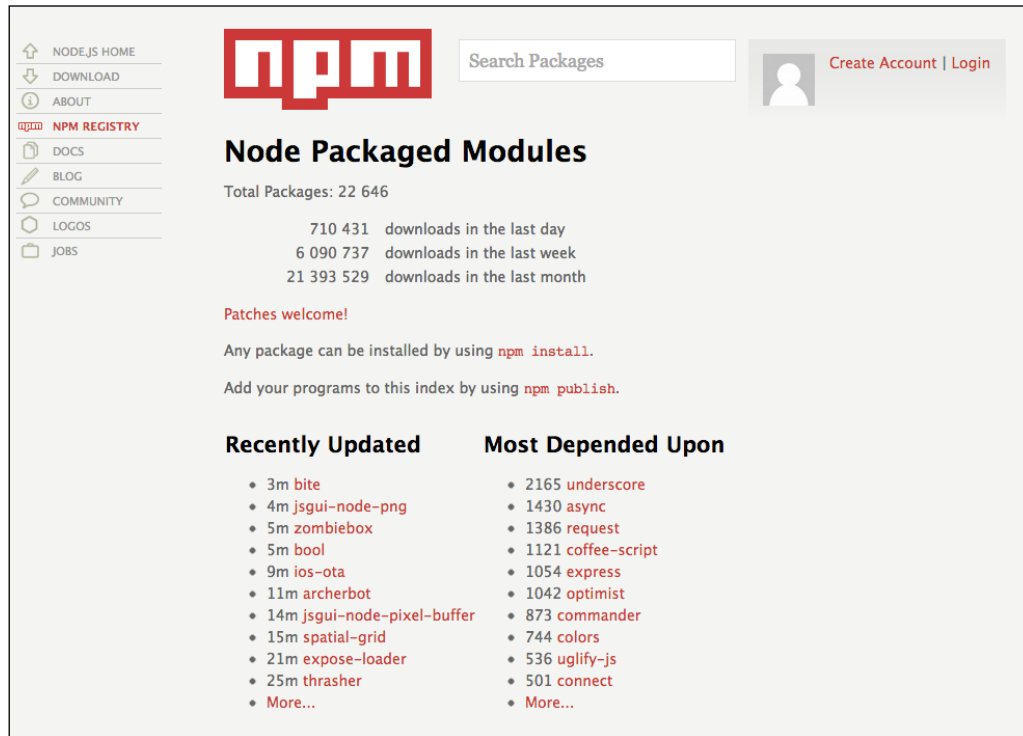 NODE.JS HOME
DOWNLOAD
ABOUT
npm NPM REGISTRY
DOCS
BLOG
COMMUNITY
LOGOS
JOBS
npm
Search Packages
Create Account | Login
Node Packaged Modules
Total Packages: 22 646
710 431 downloads in the last day
6 090 737 downloads in the last week
21 393 529 downloads in the last month
Patches welcome!
Any package can be installed by using npm install.
Add your programs to this index by using npm publish.
Recently Updated
• 3m bite
• 4m jsgui-node-png
• 5m zombiebox
• 5m bool
• 9m ios-ota
• 11m archerbot
• 14m jsgui-node-pixel-buffer
• 15m spatial-grid
• 21m expose-loader
• 25m thrasher
• More...
Most Depended Upon
• 2165 underscore
• 1430 async
• 1386 request
• 1121 coffee-script
• 1054 express
• 1042 optimist
• 873 commander
• 744 colors
• 536 uglify-js
• 501 connect
• More...